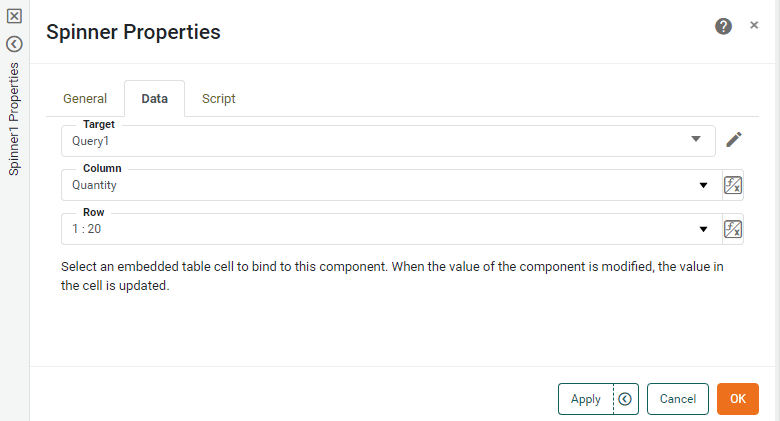 Spinner Properties
Spinner1 Properties
General
Data
Script
Target
Query1
Column
Quantity
Row
1 : 20
Select an embedded table cell to bind to this component. When the value of the component is modified, the value in
the cell is updated.
Apply
Cancel
OK